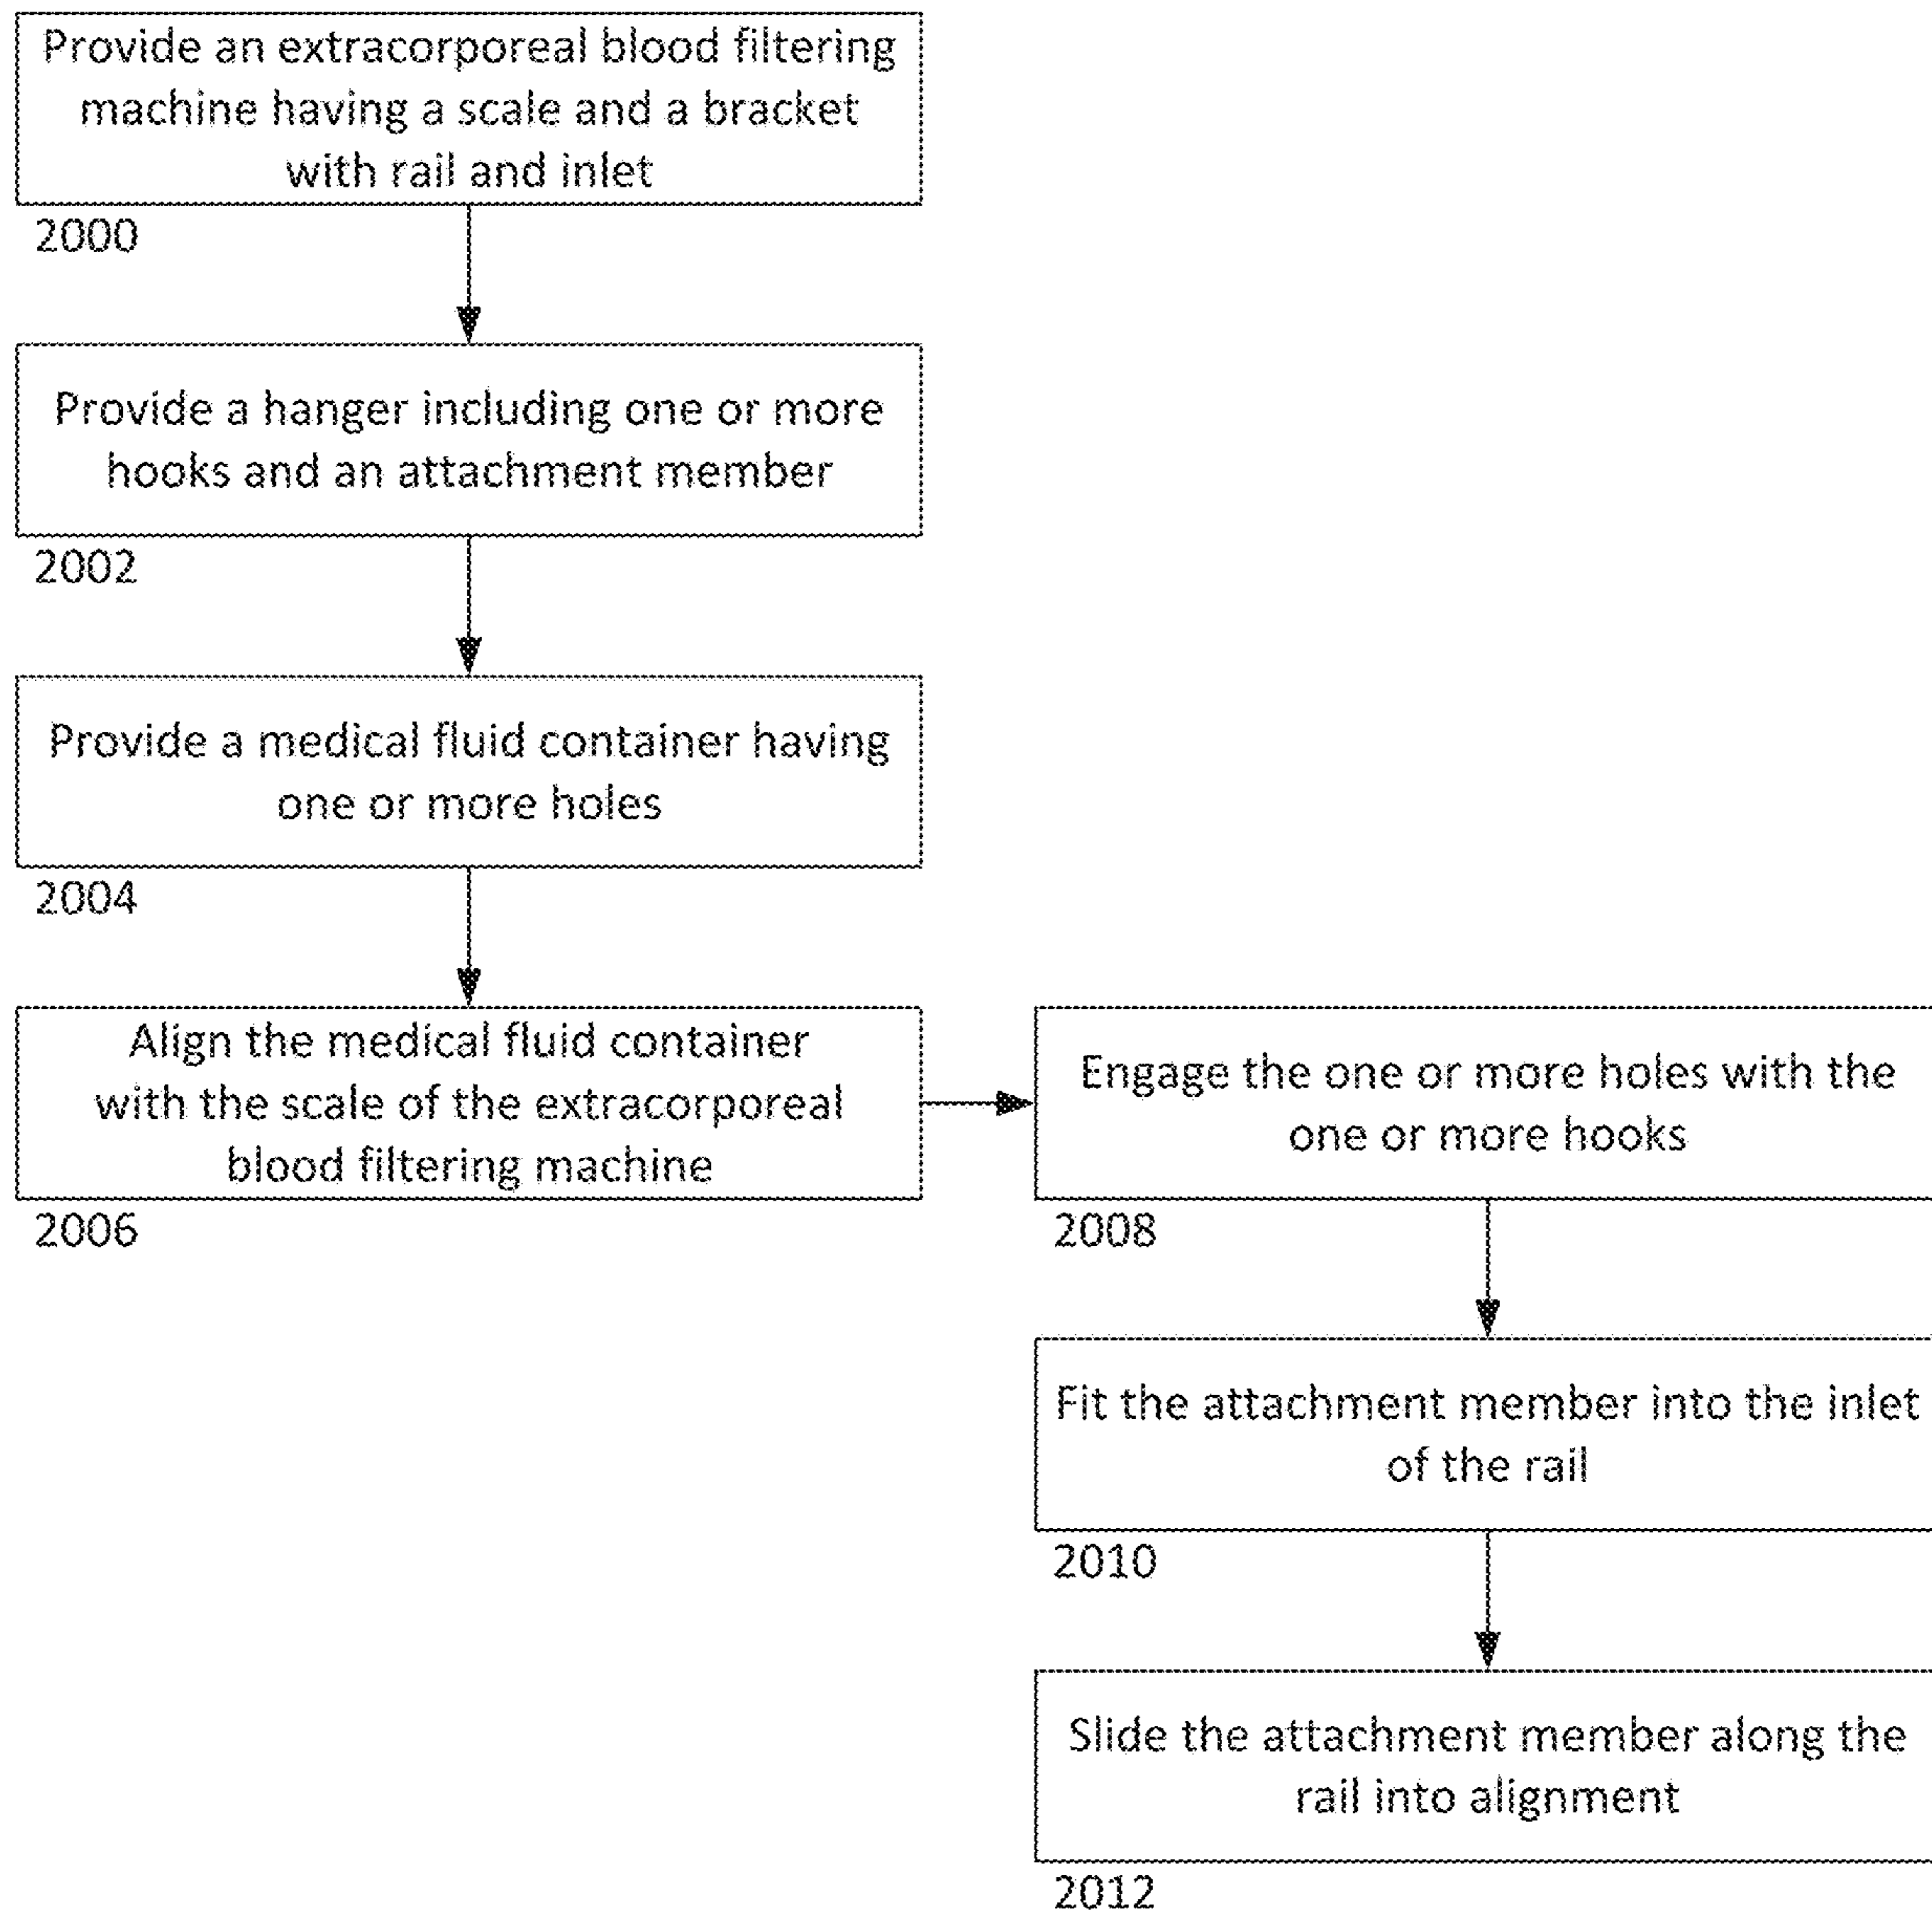 Provide an extracorporeal blood filtering
machine having a scale and a bracket
with rail and inlet
2000
Provide a hanger including one or more
hooks and an attachment member
2002
Provide a medical fluid container having
one or more holes
2004
Align the medical fluid container
with the scale of the extracorporeal
blood filtering machine
2006
Engage the one or more holes with the
one or more hooks
2008
Fit the attachment member into the inlet
of the rail
2010
Slide the attachment member along the
rail into alignment
2012